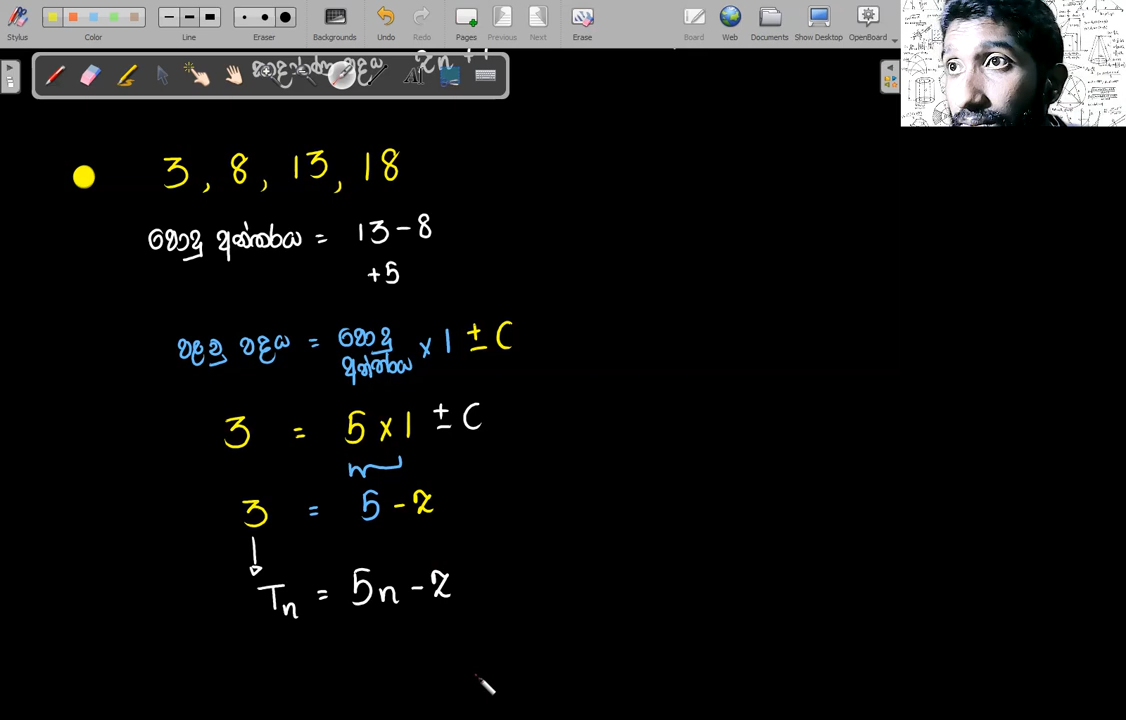 Stylus Color Line Eraser Backgrounds Undo Redo Pages Previous Next Erase Board Web Documents Show Desktop OpenBoard
2n + 1
3 , 8 , 13 , 18
පොදු අන්තරය = 13 - 8
+5
පළමු පදය = පොදු අන්තරය × 1 ± C
3 = 5 × 1 ± C
3 = 5 - 2
Tn = 5n - 2